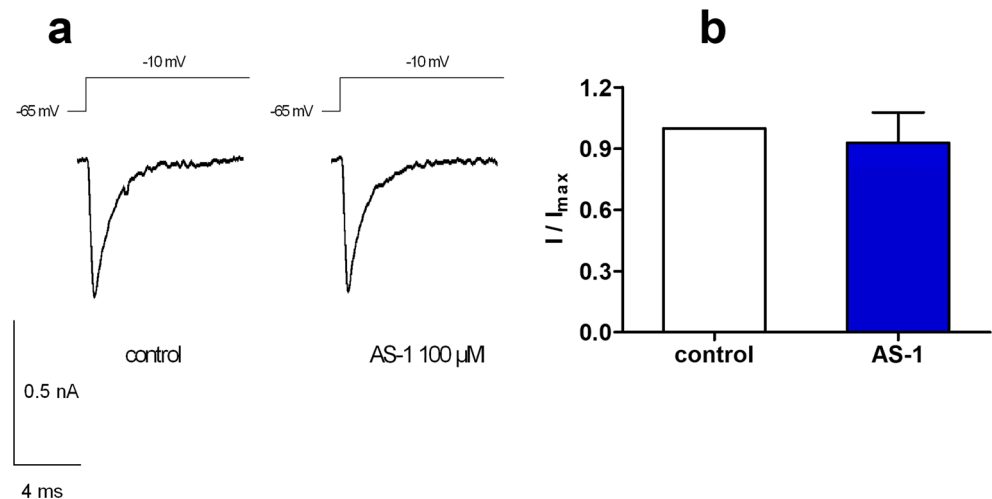 a
b
-10 mV
-10 mV
-65 mV
-65 mV
control
AS-1 100 µM
0.5 nA
4 ms
1.2
0.9
0.6
0.3
0.0
I / Imax
control
AS-1